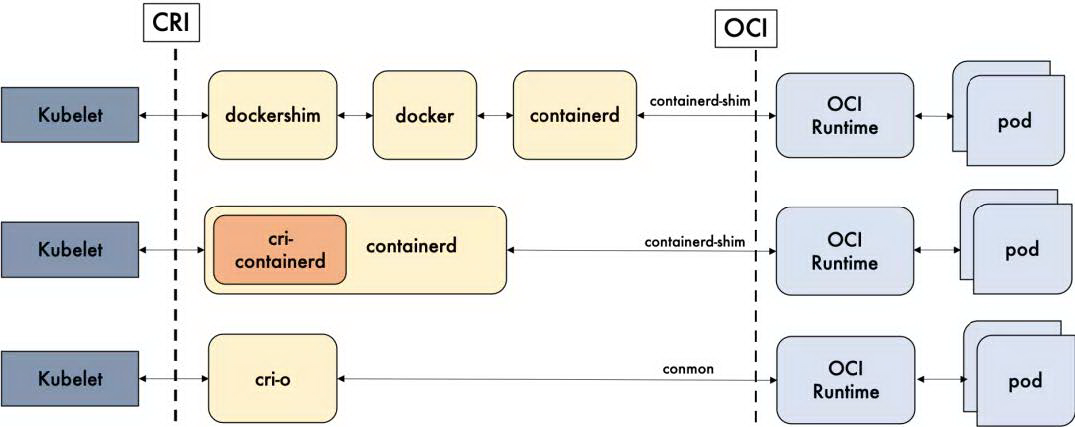 CRI
OCI
Kubelet
dockershim
docker
containerd
containerd-shim
OCI
Runtime
pod
Kubelet
cri-
containerd
containerd
containerd-shim
OCI
Runtime
pod
Kubelet
cri-o
conmon
OCI
Runtime
pod